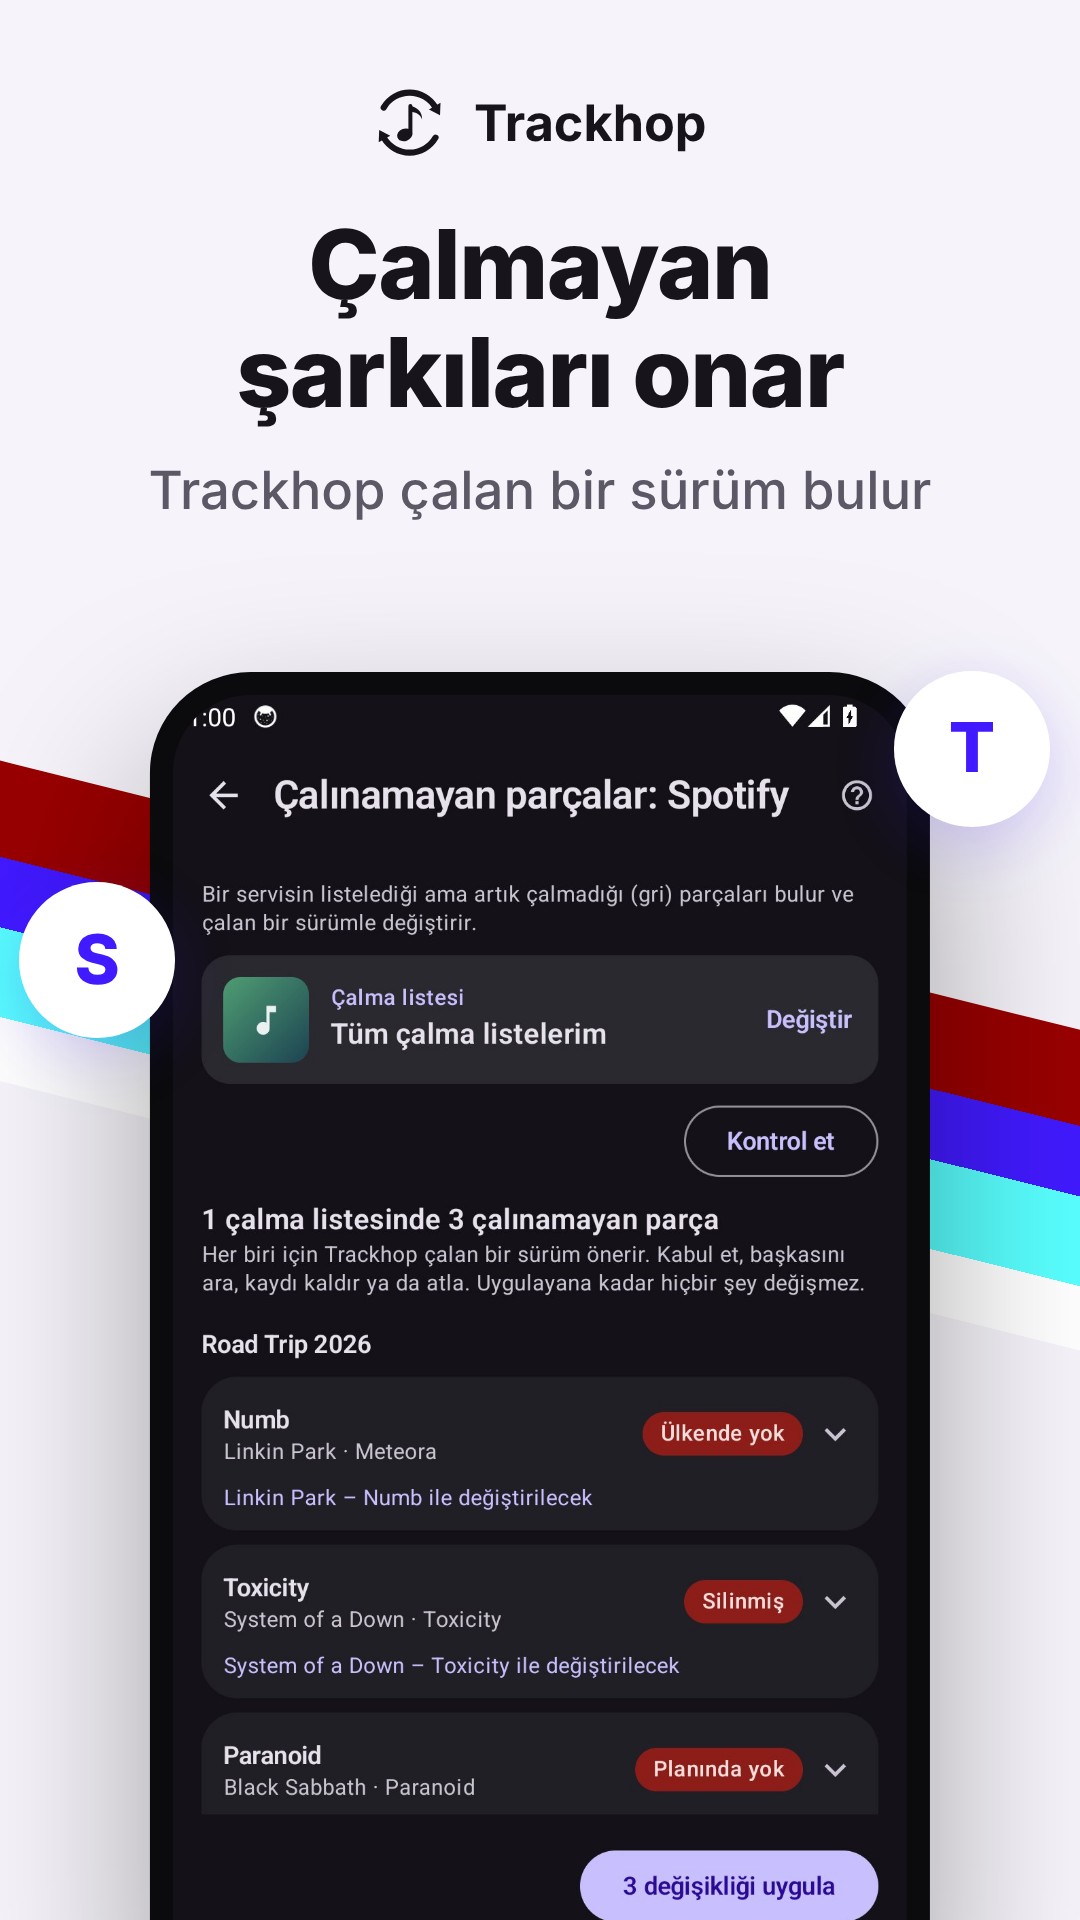 Trackhop
Çalmayan
şarkıları onar
Trackhop çalan bir sürüm bulur
:00
T
Çalınamayan parçalar: Spotify
Bir servisin listelediği ama artık çalmadığı (gri) parçaları bulur ve
çalan bir sürümle değiştirir.
S
Çalma listesi
Tüm çalma listelerim
Değiştir
Kontrol et
1 çalma listesinde 3 çalınamayan parça
Her biri için Trackhop çalan bir sürüm önerir. Kabul et, başkasını
ara, kaydı kaldır ya da atla. Uygulayana kadar hiçbir şey değişmez.
Road Trip 2026
Numb
Linkin Park · Meteora
Ülkende yok
Linkin Park – Numb ile değiştirilecek
Toxicity
System of a Down · Toxicity
Silinmiş
System of a Down – Toxicity ile değiştirilecek
Paranoid
Black Sabbath · Paranoid
Planında yok
3 değişikliği uygula